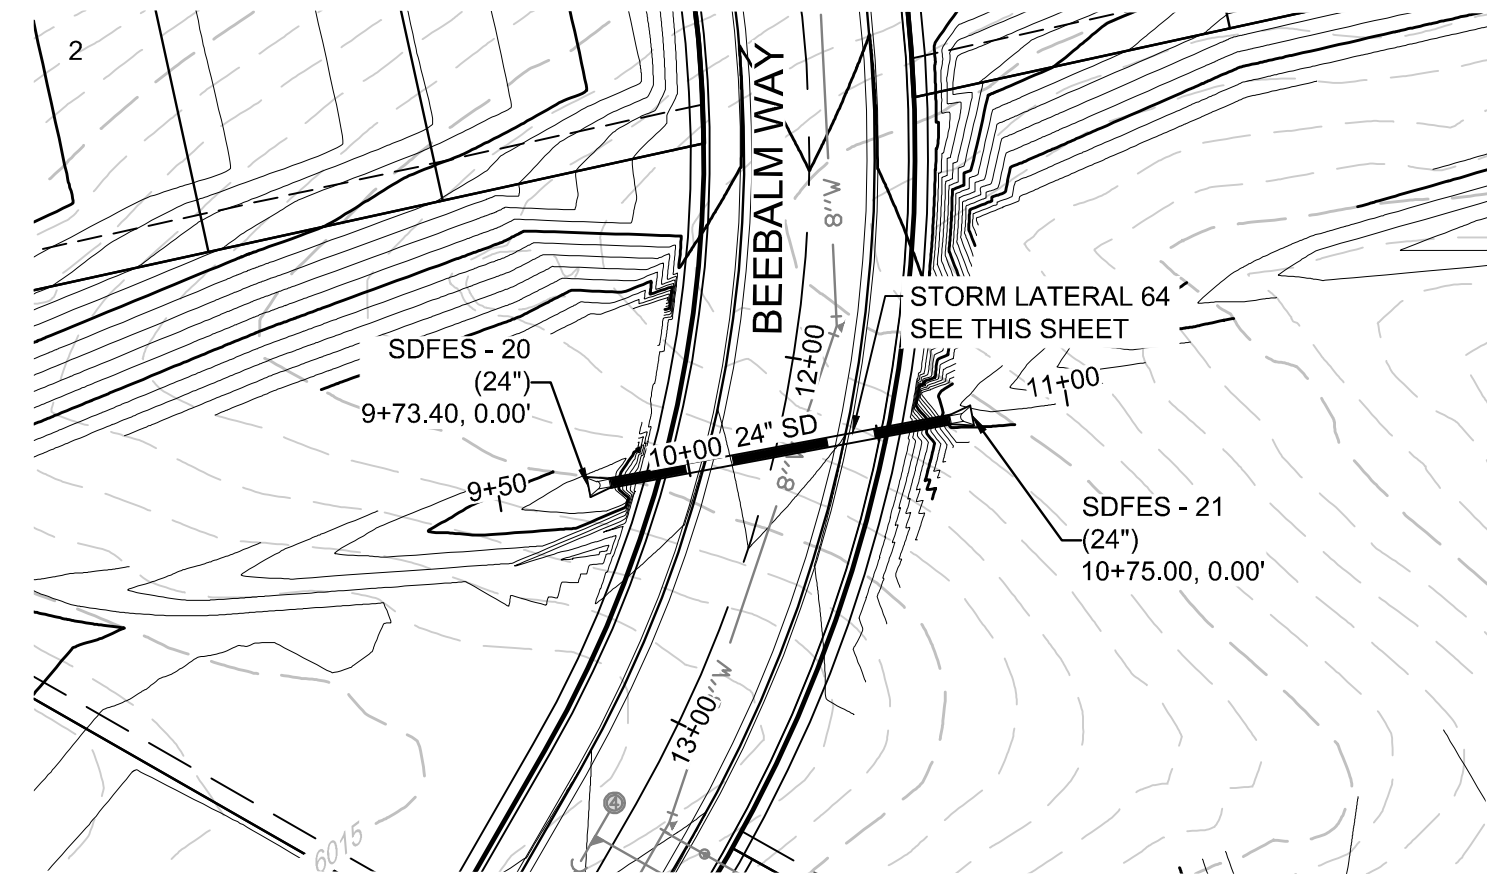 2
BEEBALM WAY
8"W
STORM LATERAL 64
SEE THIS SHEET
SDFES - 20
(24")
9+73.40, 0.00'
12+00
11+00
10+00
24" SD
8"W
9+50
SDFES - 21
(24")
10+75.00, 0.00'
8"W
13+00
4
6015